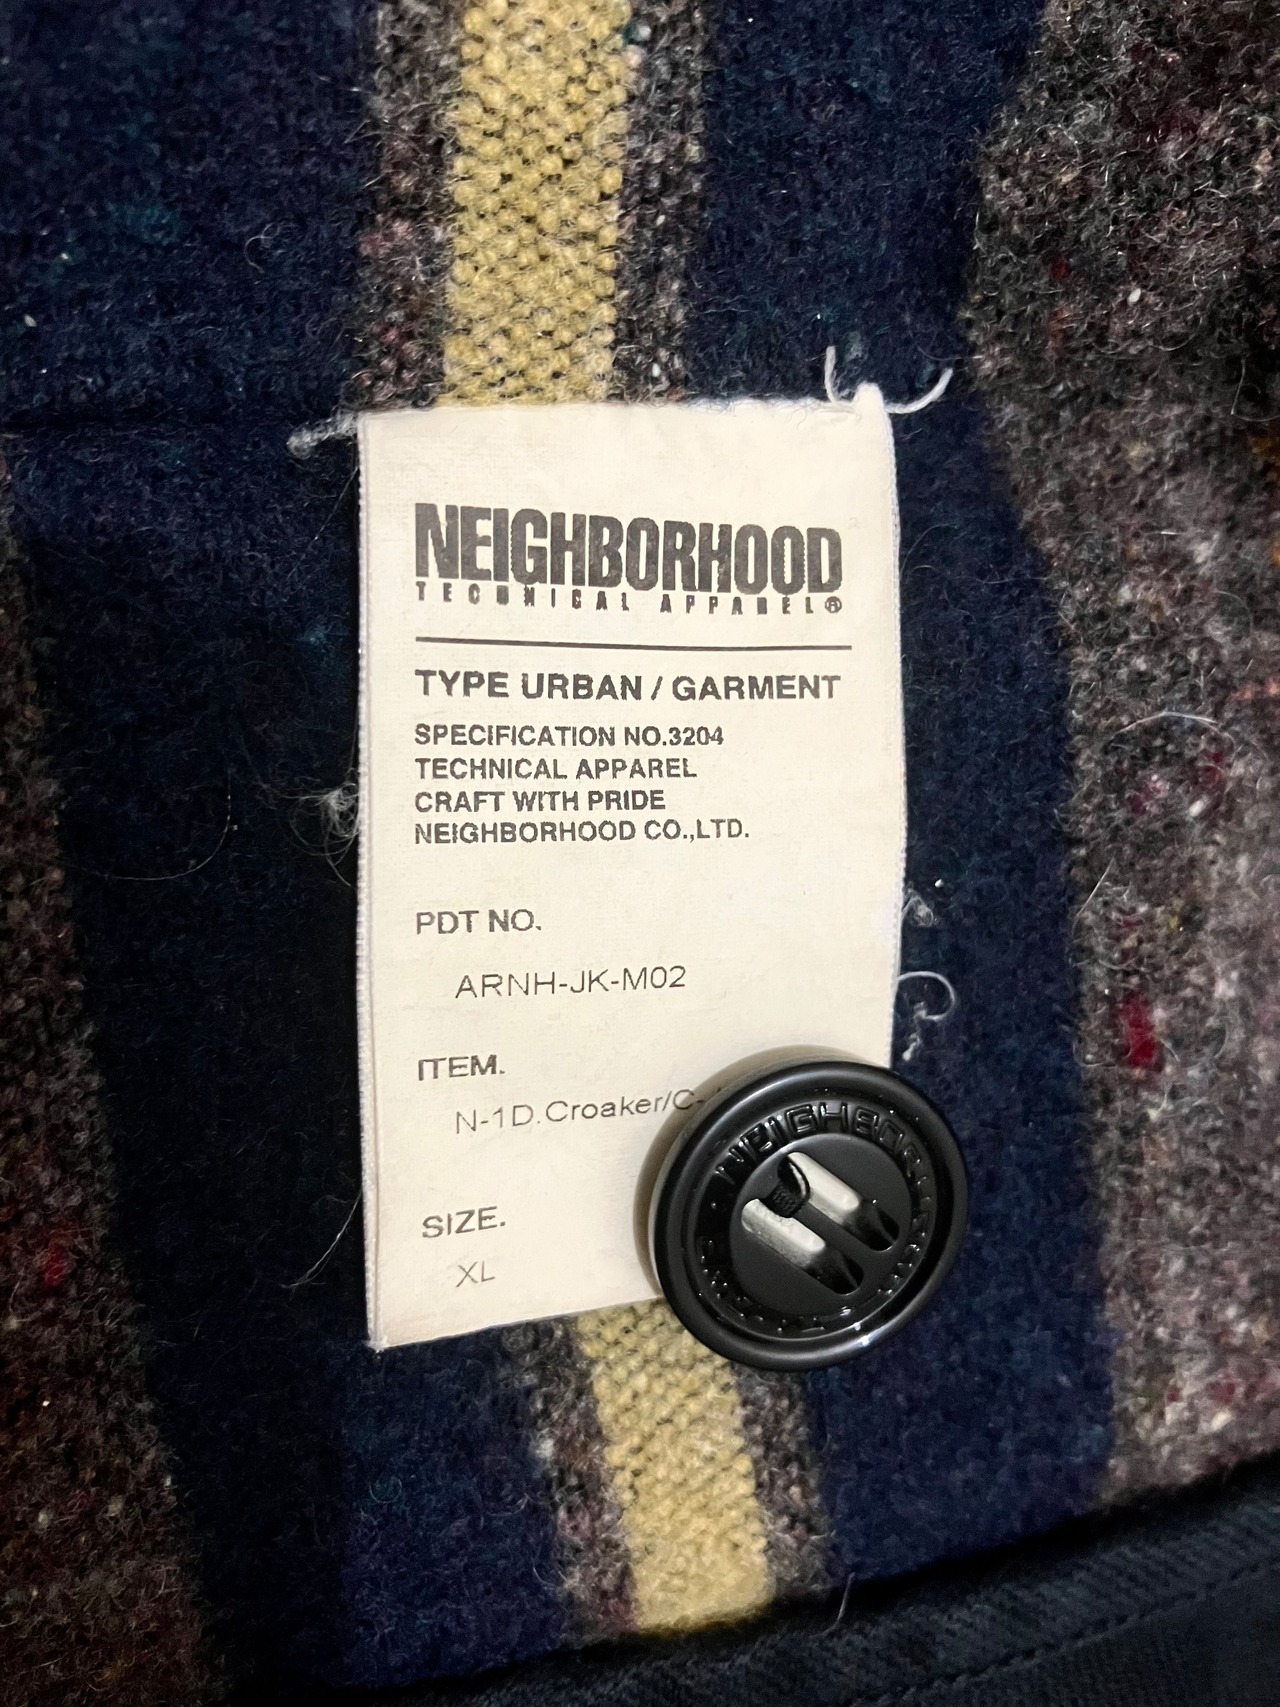 NEIGHBORHOOD
TECHNICAL APPAREL®
TYPE URBAN / GARMENT
SPECIFICATION NO.3204
TECHNICAL APPAREL
CRAFT WITH PRIDE
NEIGHBORHOOD CO.,LTD.
PDT NO.
ARNH-JK-M02
ITEM.
N-1D.Croaker/C-
SIZE.
XL
NEIGHBORHOOD